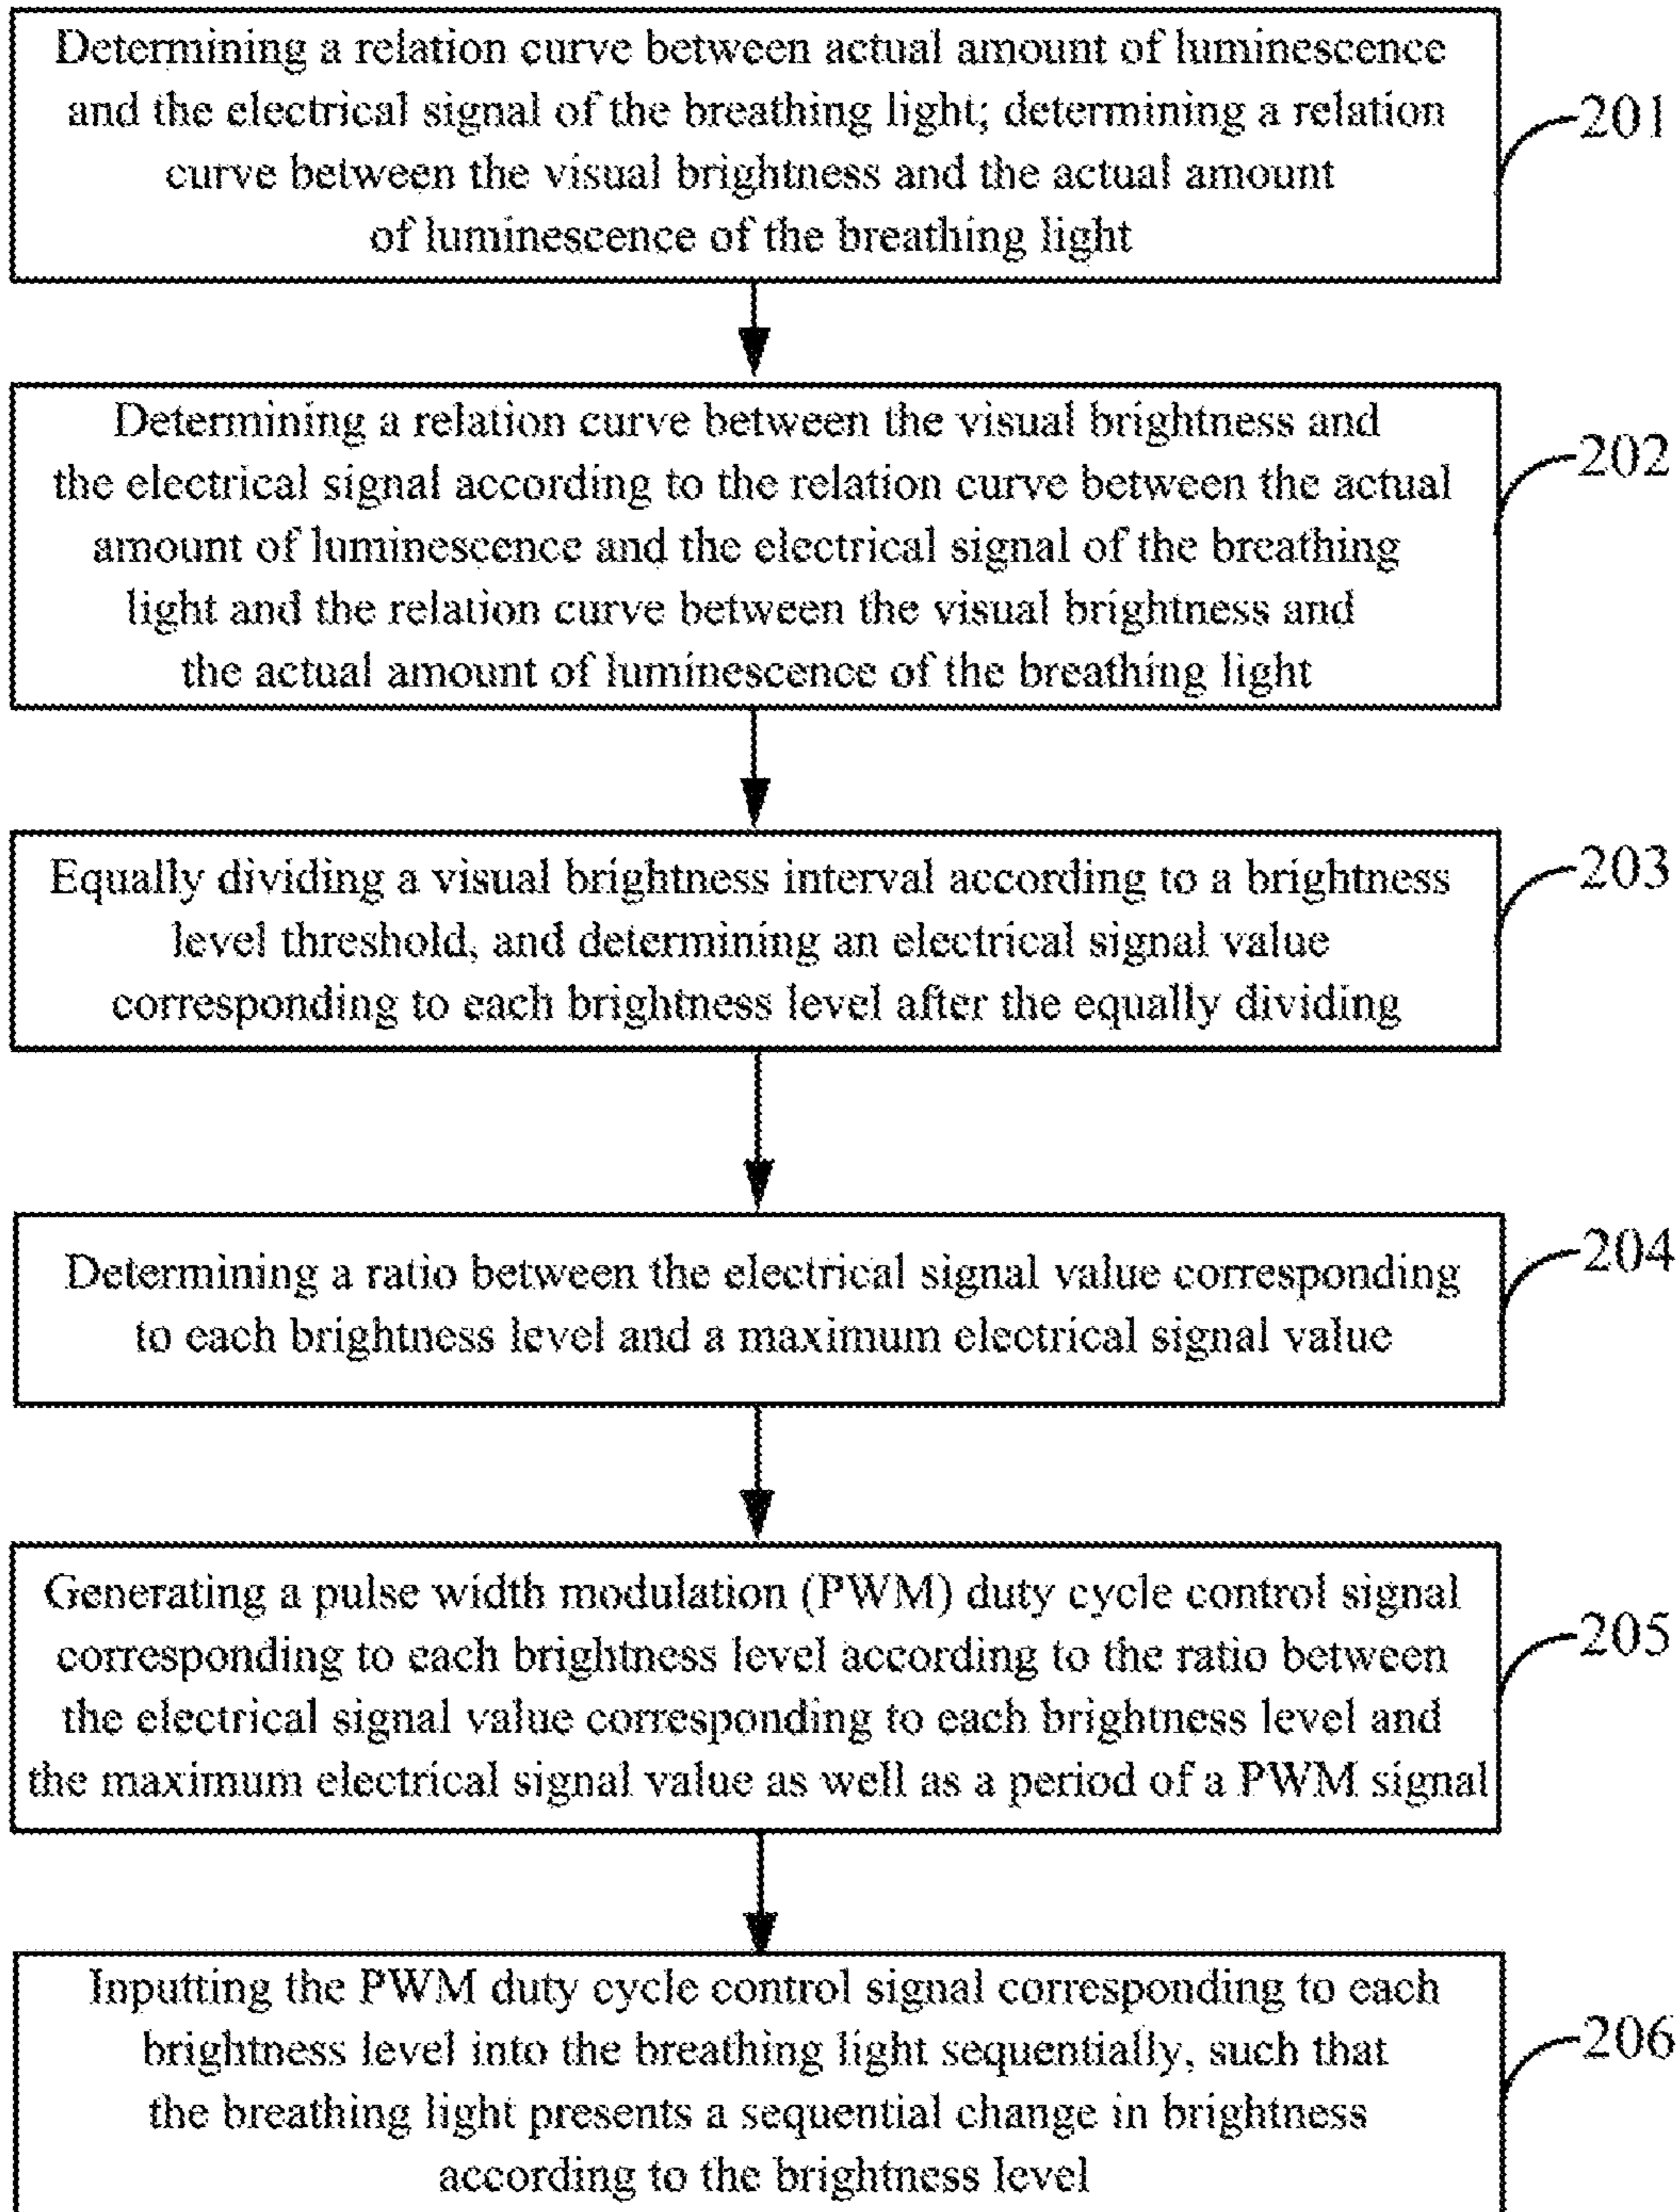 Determining a relation curve between actual amount of luminescence
and the electrical signal of the breathing light; determining a relation
curve between the visual brightness and the actual amount
of luminescence of the breathing light
201
Determining a relation curve between the visual brightness and
the electrical signal according to the relation curve between the actual
amount of luminescence and the electrical signal of the breathing
light and the relation curve between the visual brightness and
the actual amount of luminescence of the breathing light
202
Equally dividing a visual brightness interval according to a brightness
level threshold, and determining an electrical signal value
corresponding to each brightness level after the equally dividing
203
Determining a ratio between the electrical signal value corresponding
to each brightness level and a maximum electrical signal value
204
Generating a pulse width modulation (PWM) duty cycle control signal
corresponding to each brightness level according to the ratio between
the electrical signal value corresponding to each brightness level and
the maximum electrical signal value as well as a period of a PWM signal
205
Inputting the PWM duty cycle control signal corresponding to each
brightness level into the breathing light sequentially, such that
the breathing light presents a sequential change in brightness
according to the brightness level
206